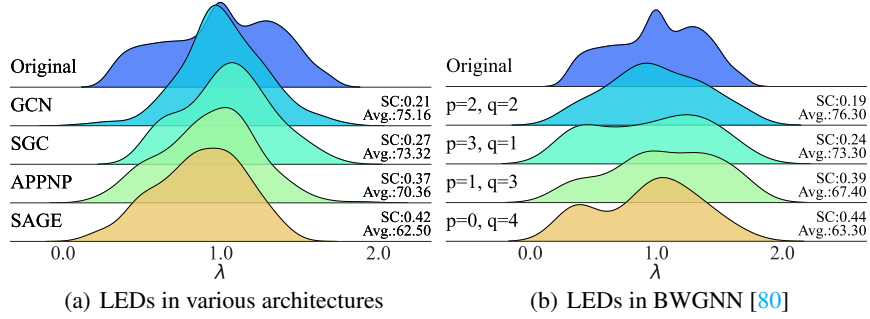 Original
GCN
SC:0.21
Avg.:75.16
SGC
SC:0.27
Avg.:73.32
APPNP
SC:0.37
Avg.:70.36
SAGE
SC:0.42
Avg.:62.50
0.0 1.0 2.0
λ
(a) LEDs in various architectures
Original
p=2, q=2
SC:0.19
Avg.:76.30
p=3, q=1
SC:0.24
Avg.:73.30
p=1, q=3
SC:0.39
Avg.:67.40
p=0, q=4
SC:0.44
Avg.:63.30
0.0 1.0 2.0
λ
(b) LEDs in BWGNN [80]